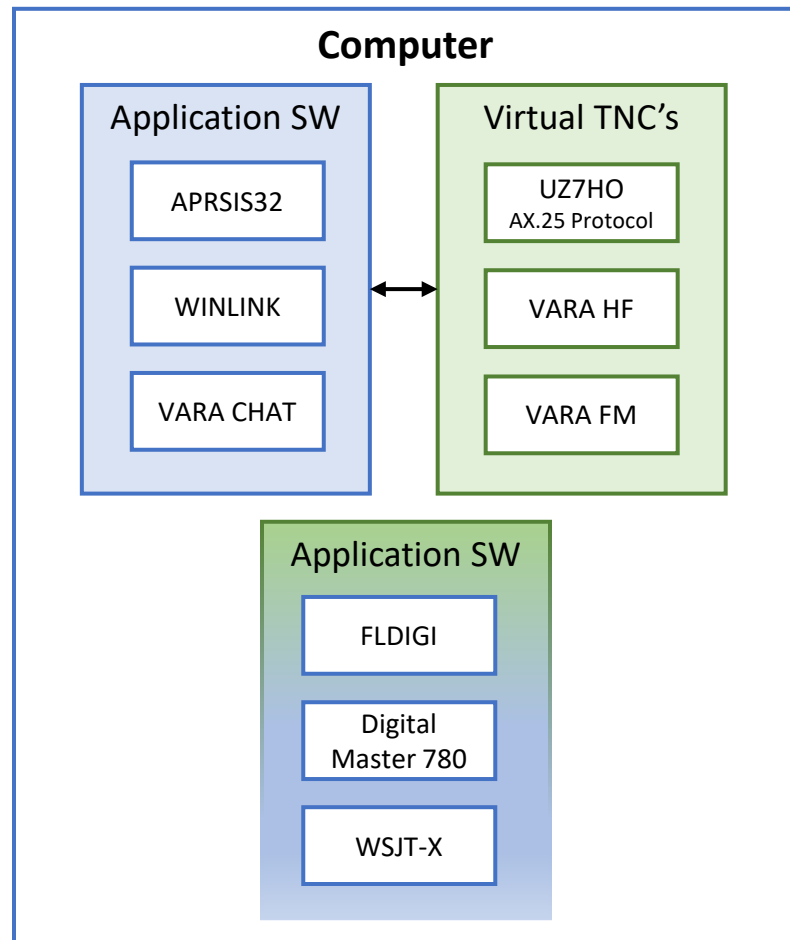 Computer
Application SW
APRSIS32
WINLINK
VARA CHAT
Virtual TNC’s
UZ7HO
AX.25 Protocol
VARA HF
VARA FM
Application SW
FLDIGI
Digital
Master 780
WSJT-X